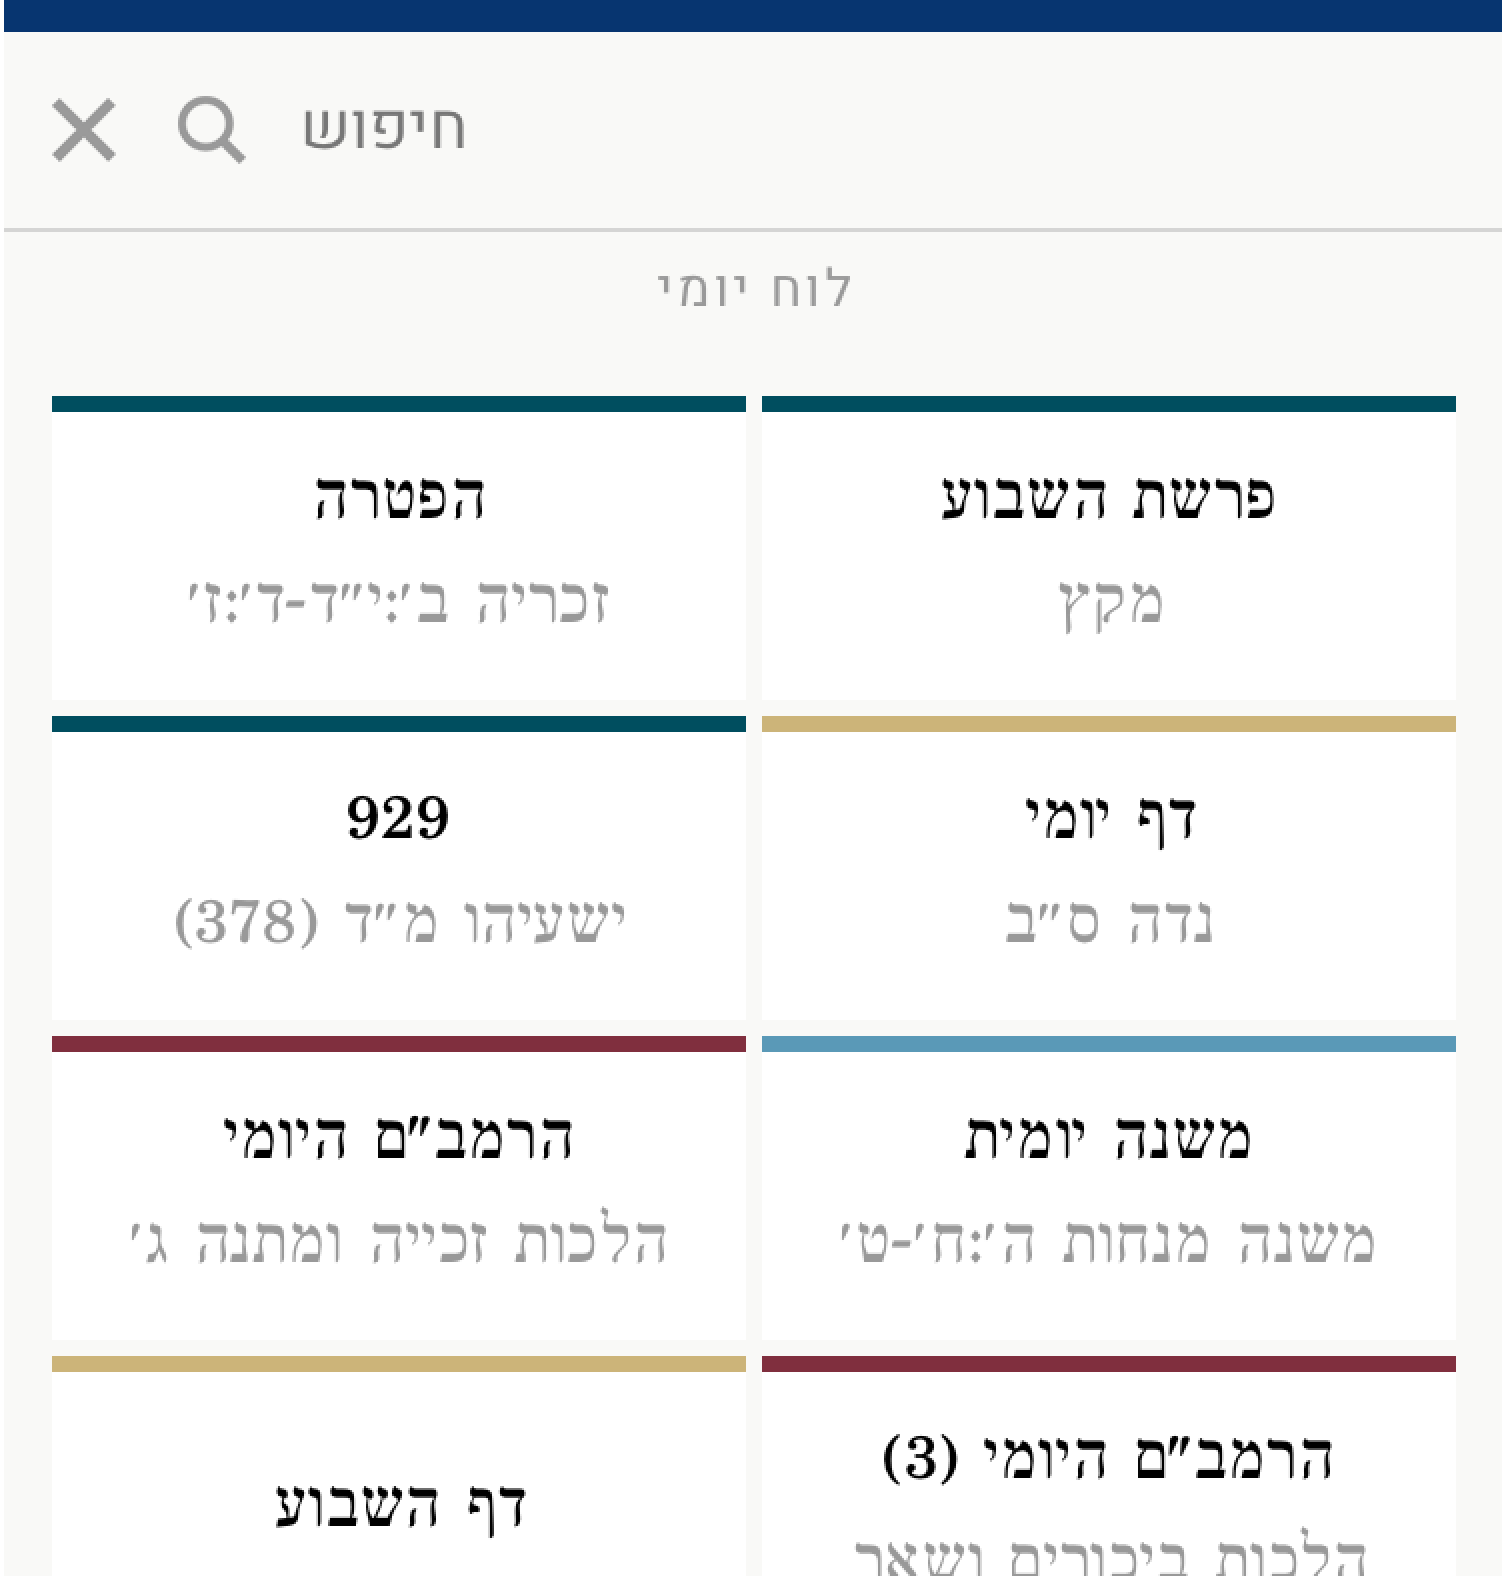 חיפוש
לוח יומי
פרשת השבוע
מקץ
הפטרה
זכריה ב׳:י״ד-ד׳:ז׳
דף יומי
נדה ס״ב
929
ישעיהו מ״ד (378)
משנה יומית
משנה מנחות ה׳:ח׳-ט׳
הרמב״ם היומי
הלכות זכייה ומתנה ג׳
הרמב״ם היומי (3)
הלכות ביכורים ושאר
דף השבוע